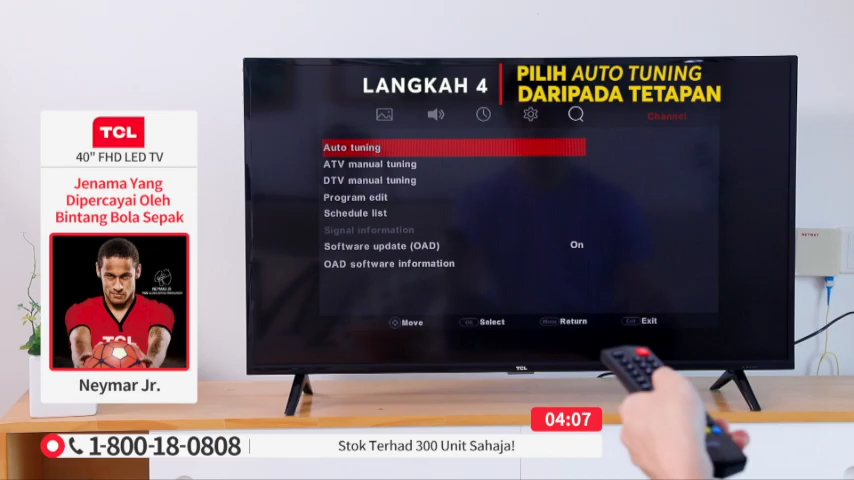 LANGKAH 4
PILIH AUTO TUNING
DARIPADA TETAPAN
Channel
Auto tuning
ATV manual tuning
DTV manual tuning
Program edit
Schedule list
Signal information
Software update (OAD) On
OAD software information
Move Select Return Exit
TCL
TCL
40" FHD LED TV
Jenama Yang
Dipercayai Oleh
Bintang Bola Sepak
TCL
Neymar Jr.
04:07
1-800-18-0808
Stok Terhad 300 Unit Sahaja!